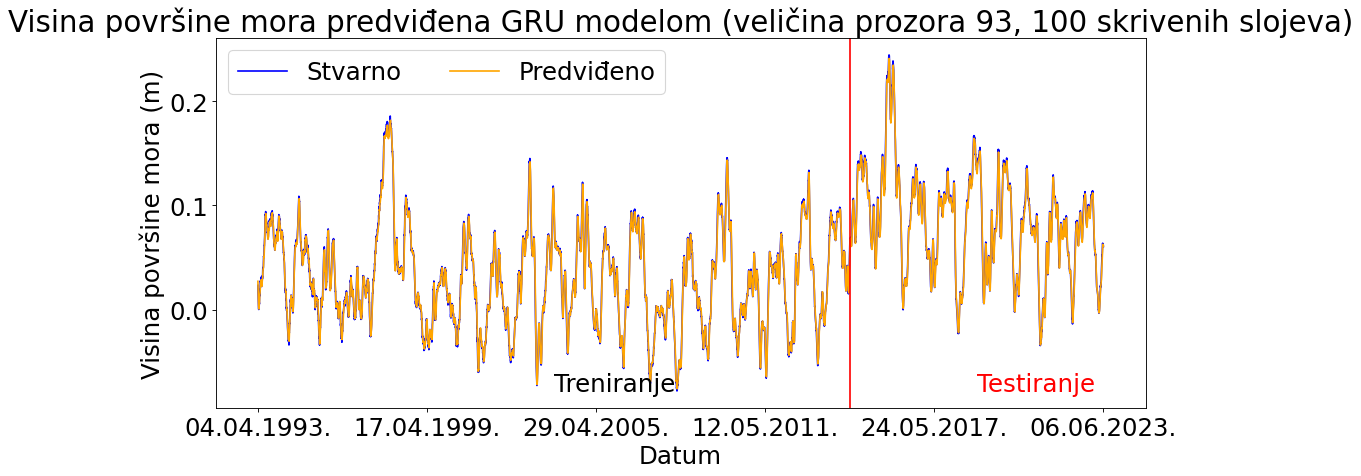 Visina površine mora predviđena GRU modelom (veličina prozora 93, 100 skrivenih slojeva)
Stvarno
Predviđeno
Visina površine mora (m)
0.2
0.1
0.0
Treniranje
Testiranje
04.04.1993.
17.04.1999.
29.04.2005.
12.05.2011.
24.05.2017.
06.06.2023.
Datum